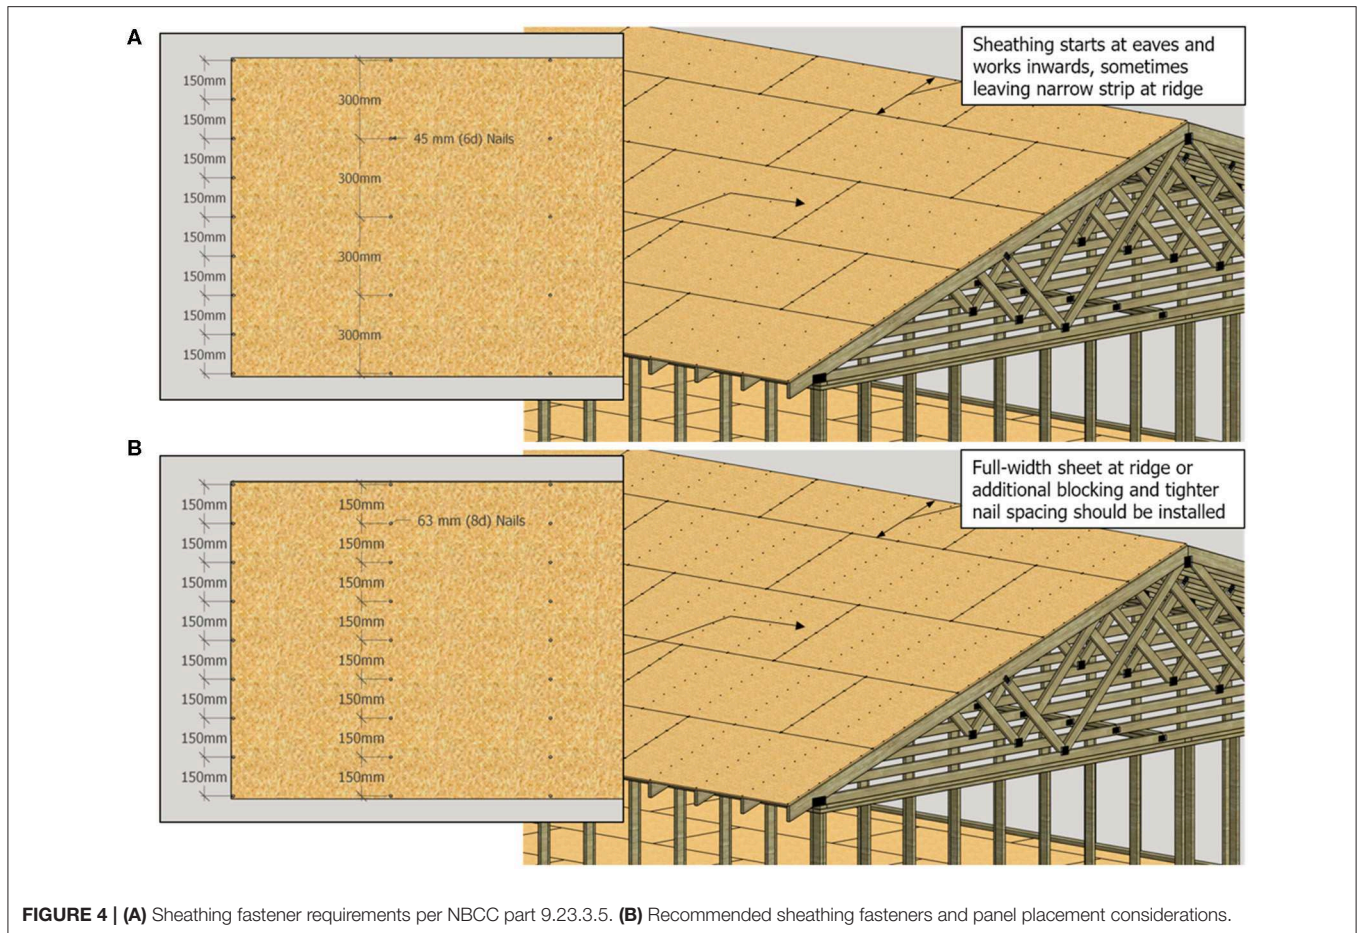 A
Sheathing starts at eaves and
works inwards, sometimes
leaving narrow strip at ridge
150mm
300mm
150mm
45 mm (6d) Nails
150mm
300mm
150mm
150mm
300mm
150mm
150mm
300mm
150mm
B
Full-width sheet at ridge or
additional blocking and tighter
nail spacing should be installed
150mm
150mm
63 mm (8d) Nails
150mm
150mm
150mm
150mm
150mm
150mm
150mm
150mm
150mm
150mm
150mm
150mm
150mm
150mm
FIGURE 4 | (A) Sheathing fastener requirements per NBCC part 9.23.3.5. (B) Recommended sheathing fasteners and panel placement considerations.